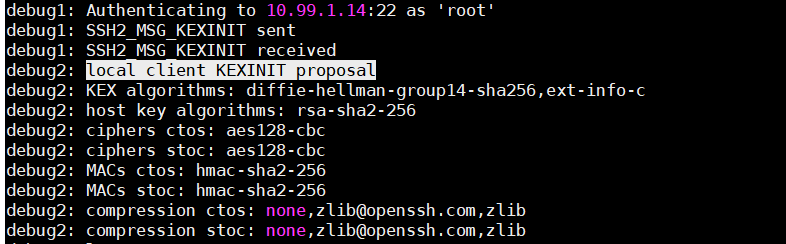 debug1: Authenticating to 10.99.1.14:22 as 'root'
debug1: SSH2_MSG_KEXINIT sent
debug1: SSH2_MSG_KEXINIT received
debug2: local client KEXINIT proposal
debug2: KEX algorithms: diffie-hellman-group14-sha256,ext-info-c
debug2: host key algorithms: rsa-sha2-256
debug2: ciphers ctos: aes128-cbc
debug2: ciphers stoc: aes128-cbc
debug2: MACs ctos: hmac-sha2-256
debug2: MACs stoc: hmac-sha2-256
debug2: compression ctos: none,zlib@openssh.com,zlib
debug2: compression stoc: none,zlib@openssh.com,zlib